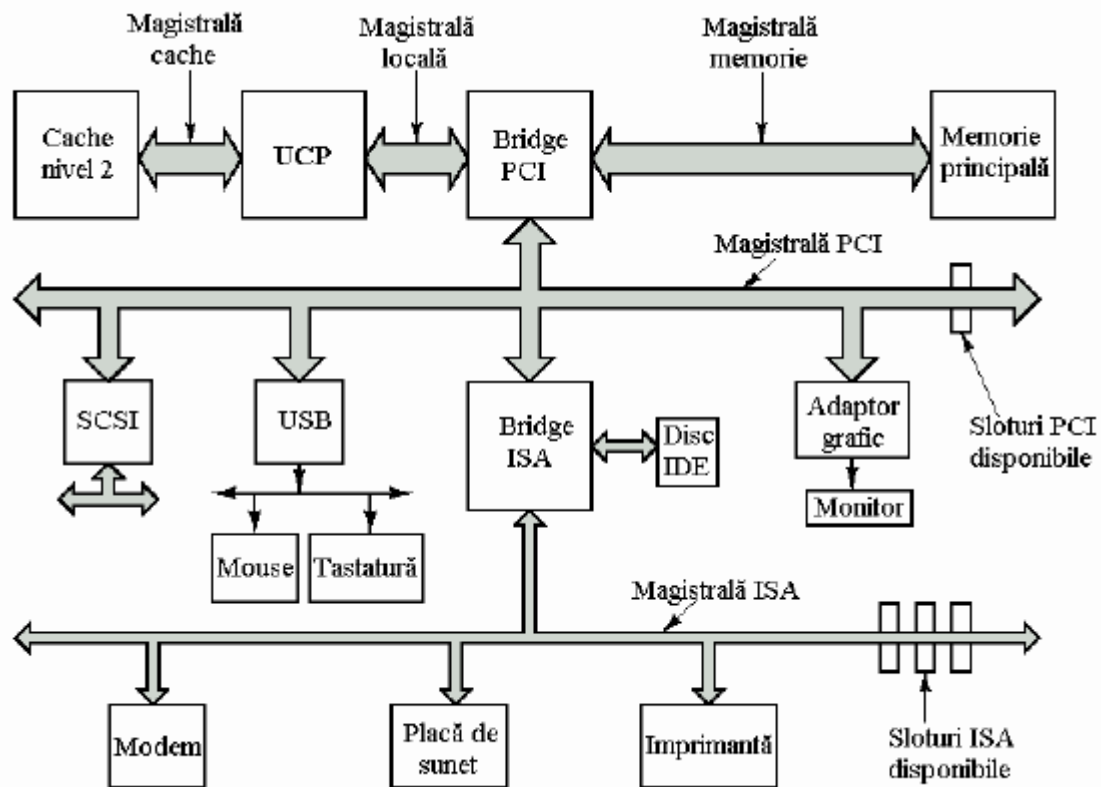 Magistrală
cache
Magistrală
locală
Magistrală
memorie
Cache
nivel 2
UCP
Bridge
PCI
Memorie
principală
Magistrală PCI
SCSI
USB
Bridge
ISA
Disc
IDE
Adaptor
grafic
Sloturi PCI
disponibile
Monitor
Mouse
Tastatură
Magistrală ISA
Modem
Placă de
sunet
Imprimantă
Sloturi ISA
disponibile